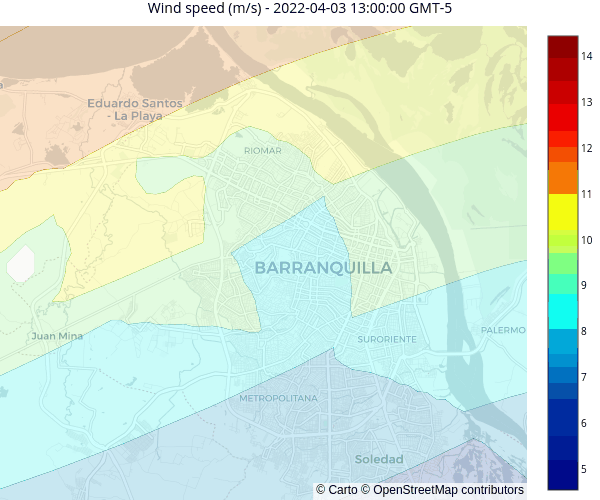 Wind speed (m/s) - 2022-04-03 13:00:00 GMT-5
14
13
12
11
10
9
8
7
6
5
a
Eduardo Santos
- La Playa
RIOMAR
BARRANQUILLA
Juan Mina
SURORIENTE
PALERMO
METROPOLITANA
Soledad
© Carto © OpenStreetMap contributors